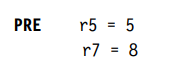 PRE r5 = 5
r7 = 8